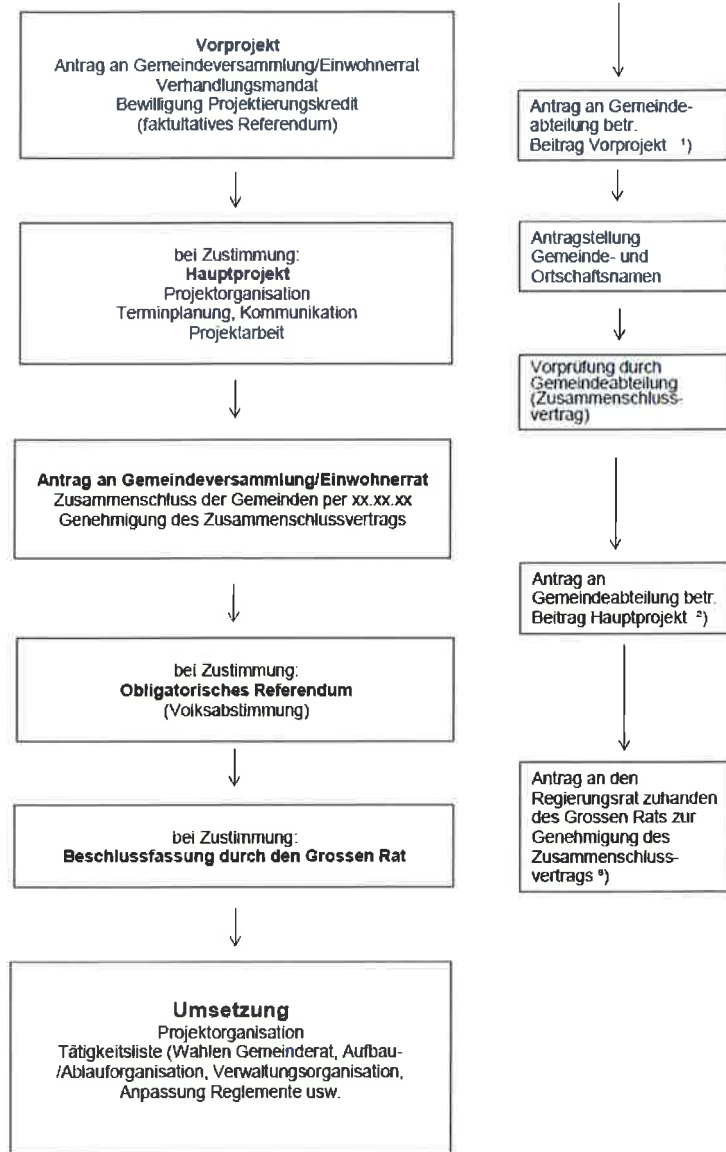 Vorprojekt
Antrag an Gemeindeversammlung/Einwohnerrat
Verhandlungsmandat
Bewilligung Projektierungskredit
(faktultatives Referendum)
bei Zustimmung:
Hauptprojekt
Projektorganisation
Terminplanung, Kommunikation
Projektarbeit
Antrag an Gemeindeversammlung/Einwohnerrat
Zusammenschluss der Gemeinden per xx.xx.xx
Genehmigung des Zusammenschlussvertrags
bei Zustimmung:
Obligatorisches Referendum
(Volksabstimmung)
bei Zustimmung:
Beschlussfassung durch den Grossen Rat
Umsetzung
Projektorganisation
Tätigkeitsliste (Wahlen Gemeinderat, Aufbau-
/Ablauforganisation, Verwaltungsorganisation,
Anpassung Reglemente usw.
Antrag an Gemeinde-
abteilung betr.
Beitrag Vorprojekt ¹)
Antragstellung
Gemeinde- und
Ortschaftsnamen
Vorprüfung durch
Gemeindeabteilung
(Zusammenschluss-
vertrag)
Antrag an
Gemeindeabteilung betr.
Beitrag Hauptprojekt ²)
Antrag an den
Regierungsrat zuhanden
des Grossen Rats zur
Genehmigung des
Zusammenschluss-
vertrags ³)